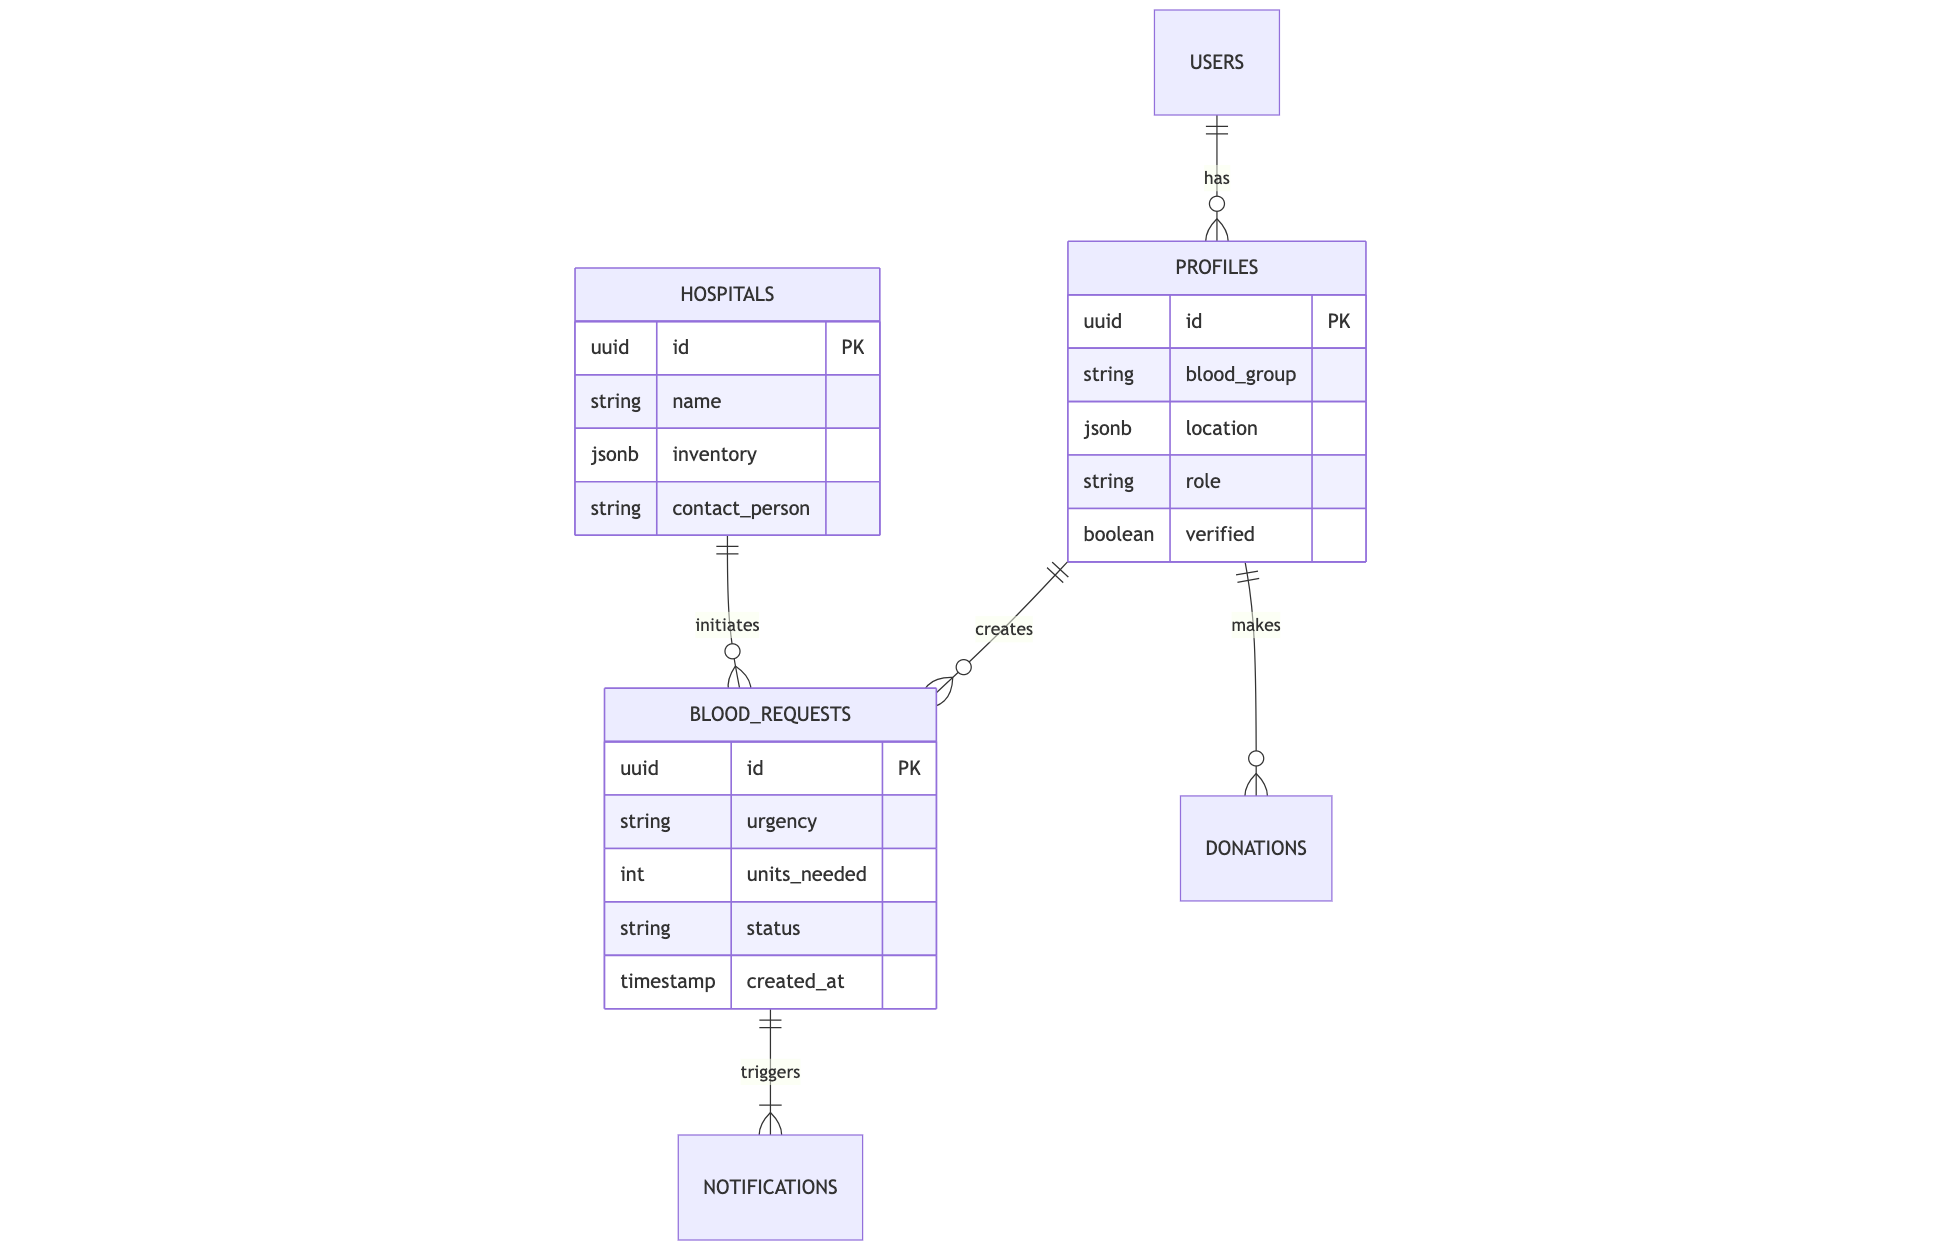 USERS
has
PROFILES
uuid id PK
string blood_group
jsonb location
string role
boolean verified
HOSPITALS
uuid id PK
string name
jsonb inventory
string contact_person
initiates
creates
makes
BLOOD_REQUESTS
uuid id PK
string urgency
int units_needed
string status
timestamp created_at
DONATIONS
triggers
NOTIFICATIONS